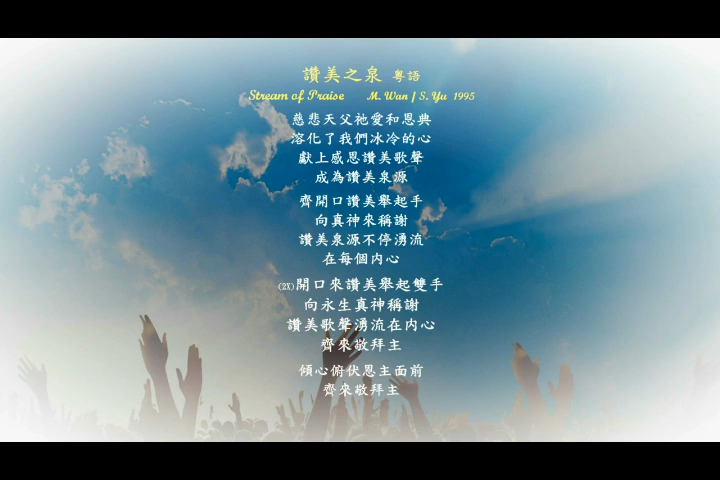 讚美之泉 粵語
Stream of Praise M. Wan / S. Yu 1995
慈悲天父祂愛和恩典
溶化了我們冰冷的心
獻上感恩讚美歌聲
成為讚美泉源
齊開口讚美舉起手
向真神來稱謝
讚美泉源不停湧流
在每個内心
(2X)開口來讚美舉起雙手
向永生真神稱謝
讚美歌聲湧流在内心
齊來敬拜主
傾心俯伏恩主面前
齊來敬拜主